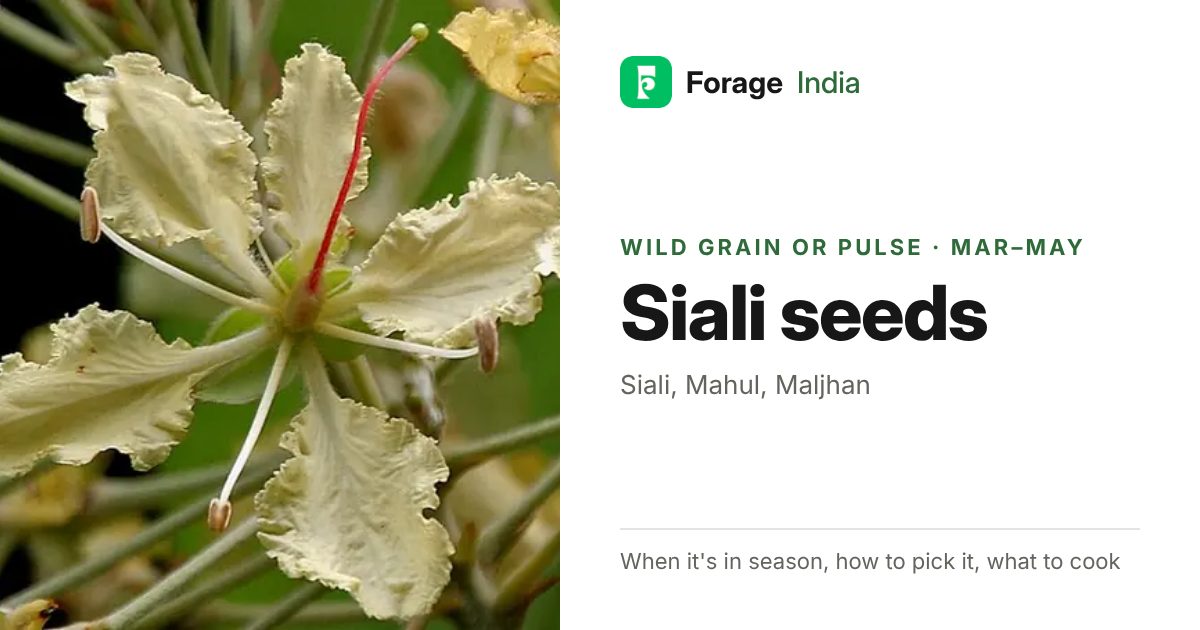 Forage India
WILD GRAIN OR PULSE · MAR–MAY
Siali seeds
Siali, Mahul, Maljhan
When it's in season, how to pick it, what to cook